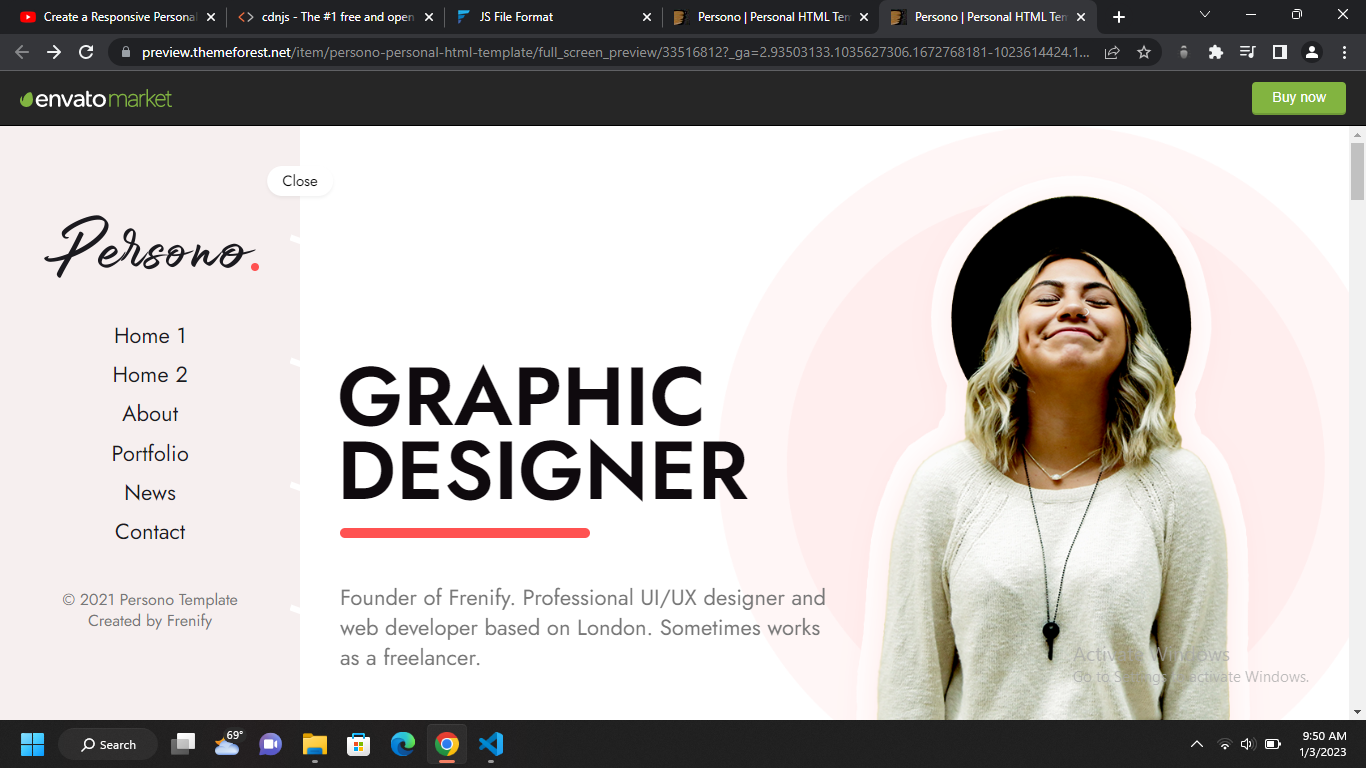 Create a Responsive Persona
cdnjs - The #1 free and open
JS File Format
Persono | Personal HTML Tem
Persono | Personal HTML Tem
preview.themeforest.net/item/persono-personal-html-template/full_screen_preview/33516812?_ga=2.93503133.1035627306.1672768181-1023614424.1...
envato market
Buy now
Close
Persono.
Home 1
Home 2
About
Portfolio
News
Contact
© 2021 Persono Template
Created by Frenify
GRAPHIC
DESIGNER
Founder of Frenify. Professional UI/UX designer and
web developer based on London. Sometimes works
as a freelancer.
Activate Windows
Go to Settings to activate Windows.
69°
Search
9:50 AM
1/3/2023